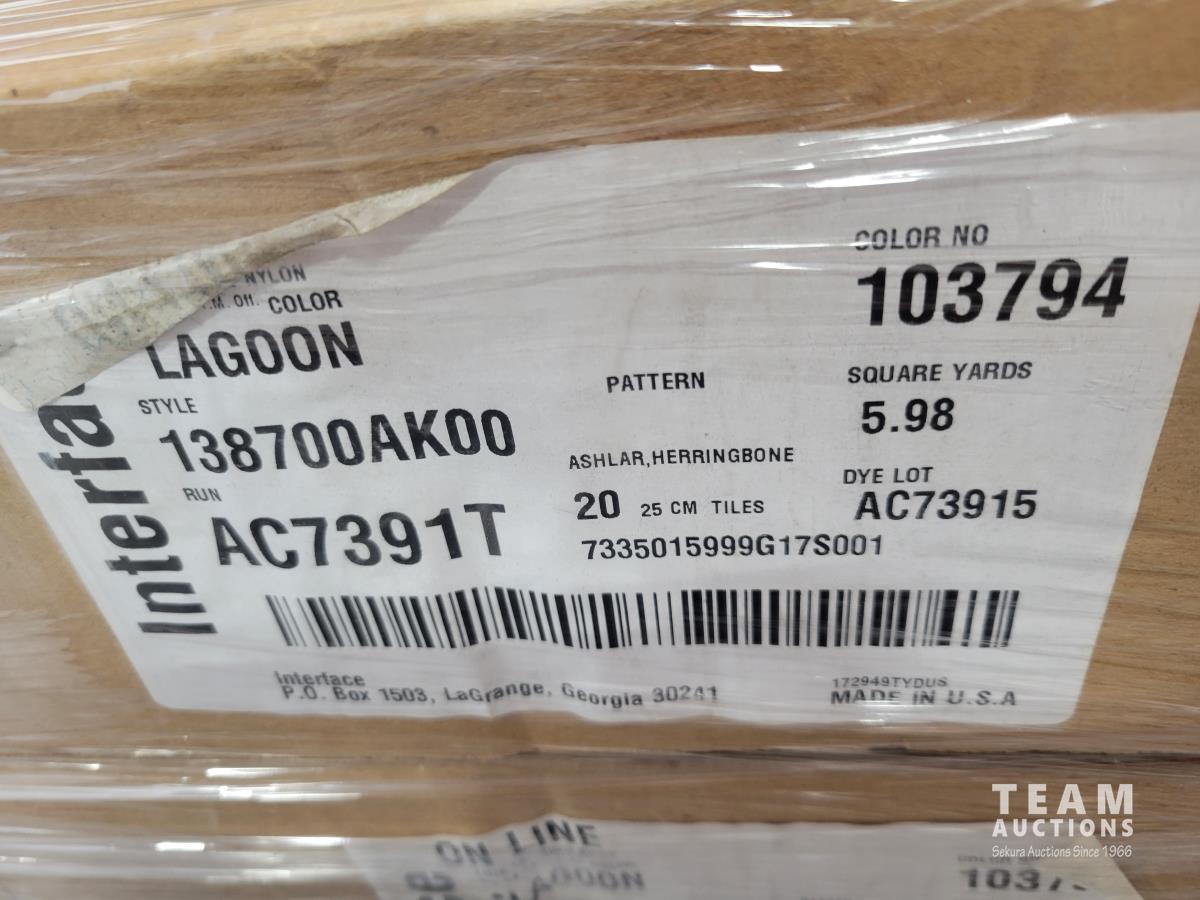 NYLON
COLOR
LAGOON
STYLE
138700AK00
RUN
AC7391T
Interfa
PATTERN
ASHLAR,HERRINGBONE
20 25 CM TILES
7335015999G17S001
COLOR NO
103794
SQUARE YARDS
5.98
DYE LOT
AC73915
Interface
P.O. Box 1503, LaGrange, Georgia 30241
172949TYDUS
MADE IN U.S.A
ON LINE
LAGOON
TEAM
AUCTIONS
Sekura Auctions Since 1966